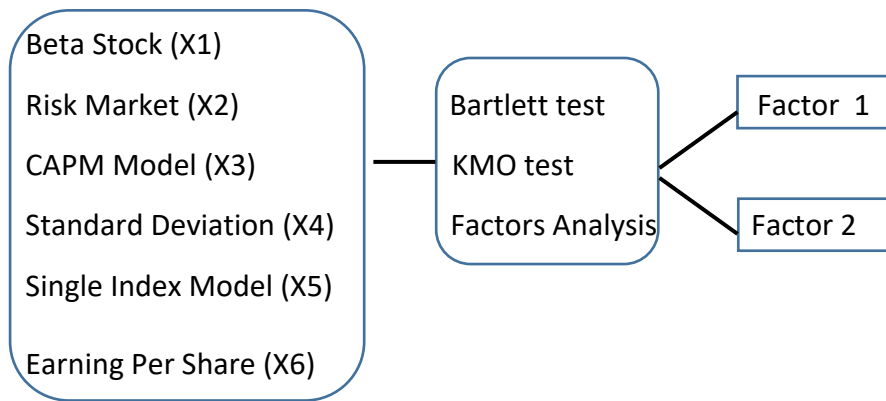 Beta Stock (X1)
Risk Market (X2)
CAPM Model (X3)
Standard Deviation (X4)
Single Index Model (X5)
Earning Per Share (X6)
Bartlett test
KMO test
Factors Analysis
Factor 1
Factor 2